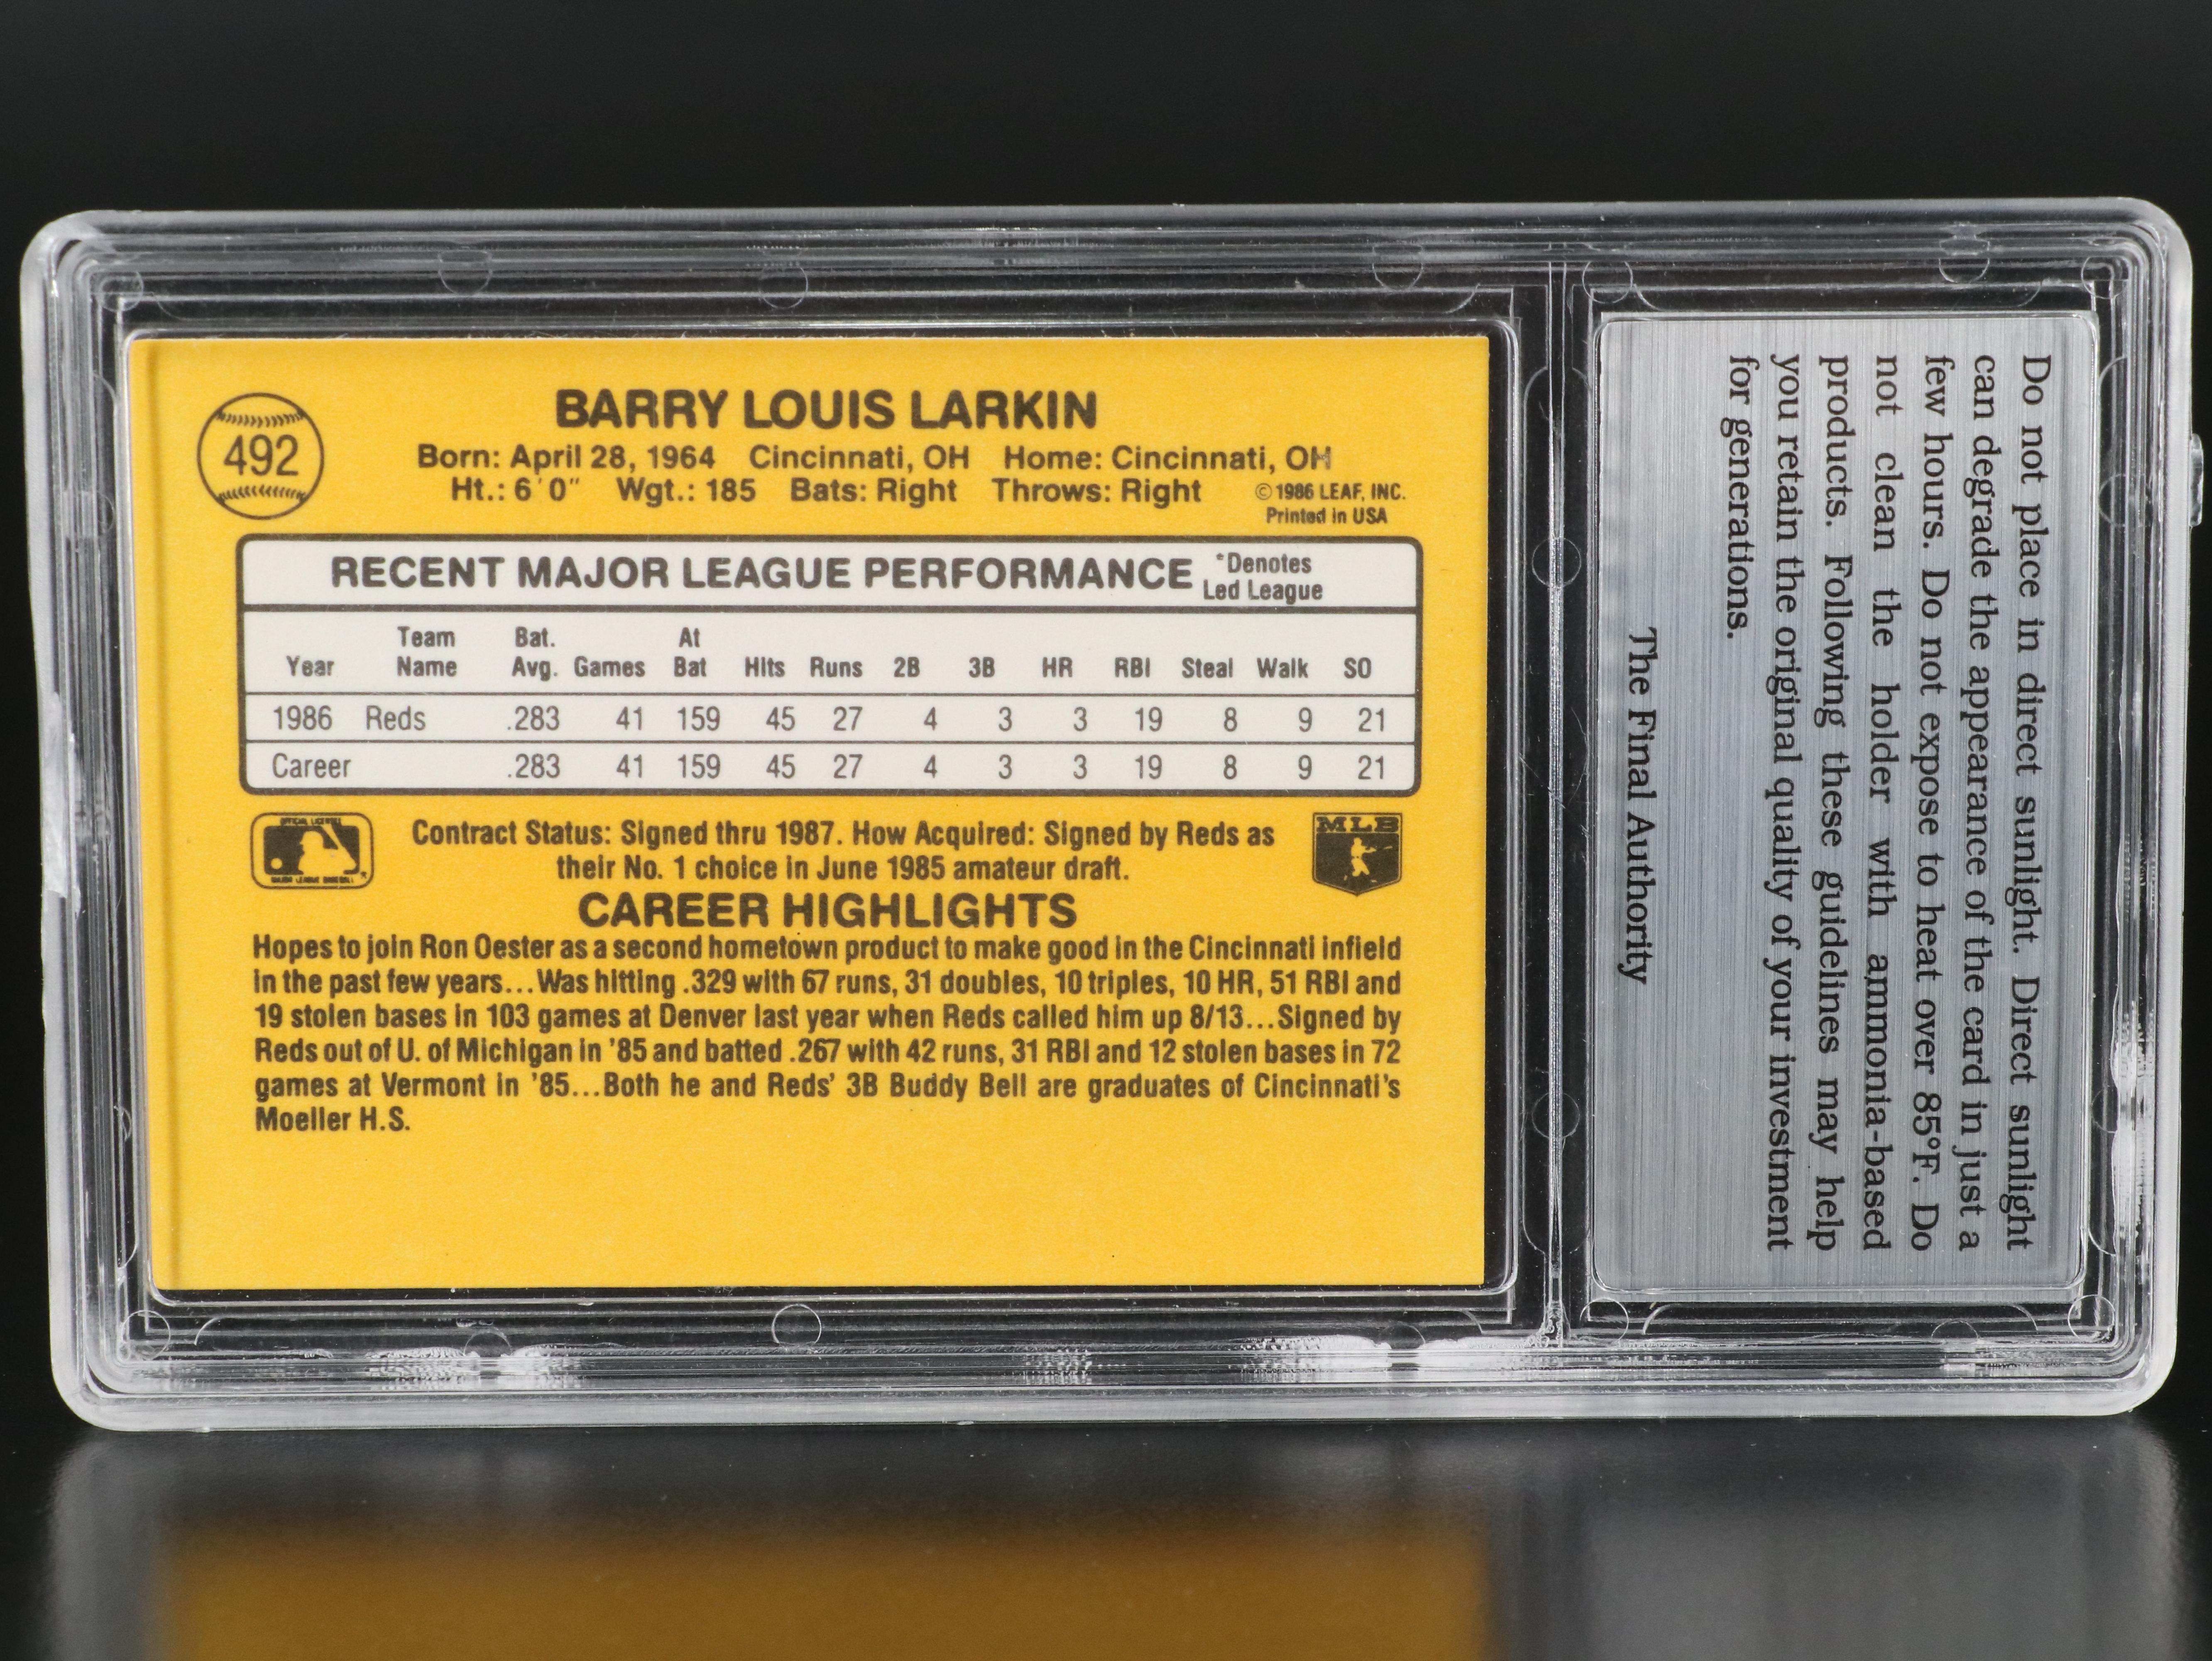 492
BARRY LOUIS LARKIN
Born: April 28, 1964 Cincinnati, OH Home: Cincinnati, OH
Ht.: 6'0" Wgt.: 185 Bats: Right Throws: Right
© 1986 LEAF, INC.
Printed in USA
RECENT MAJOR LEAGUE PERFORMANCE
*Denotes
Led League
Year Team Name Bat. Avg. Games At Bat Hits Runs 2B 3B HR RBI Steal Walk SO
1986 Reds .283 41 159 45 27 4 3 3 19 8 9 21
Career .283 41 159 45 27 4 3 3 19 8 9 21
OFFICIAL LICENSEE
MAJOR LEAGUE BASEBALL
Contract Status: Signed thru 1987. How Acquired: Signed by Reds as
their No. 1 choice in June 1985 amateur draft.
MLB
CAREER HIGHLIGHTS
Hopes to join Ron Oester as a second hometown product to make good in the Cincinnati infield
in the past few years...Was hitting .329 with 67 runs, 31 doubles, 10 triples, 10 HR, 51 RBI and
19 stolen bases in 103 games at Denver last year when Reds called him up 8/13...Signed by
Reds out of U. of Michigan in '85 and batted .267 with 42 runs, 31 RBI and 12 stolen bases in 72
games at Vermont in '85...Both he and Reds' 3B Buddy Bell are graduates of Cincinnati's
Moeller H.S.
Do not place in direct sunlight. Direct sunlight
can degrade the appearance of the card in just a
few hours. Do not expose to heat over 85°F. Do
not clean the holder with ammonia-based
products. Following these guidelines may help
you retain the original quality of your investment
for generations.
The Final Authority